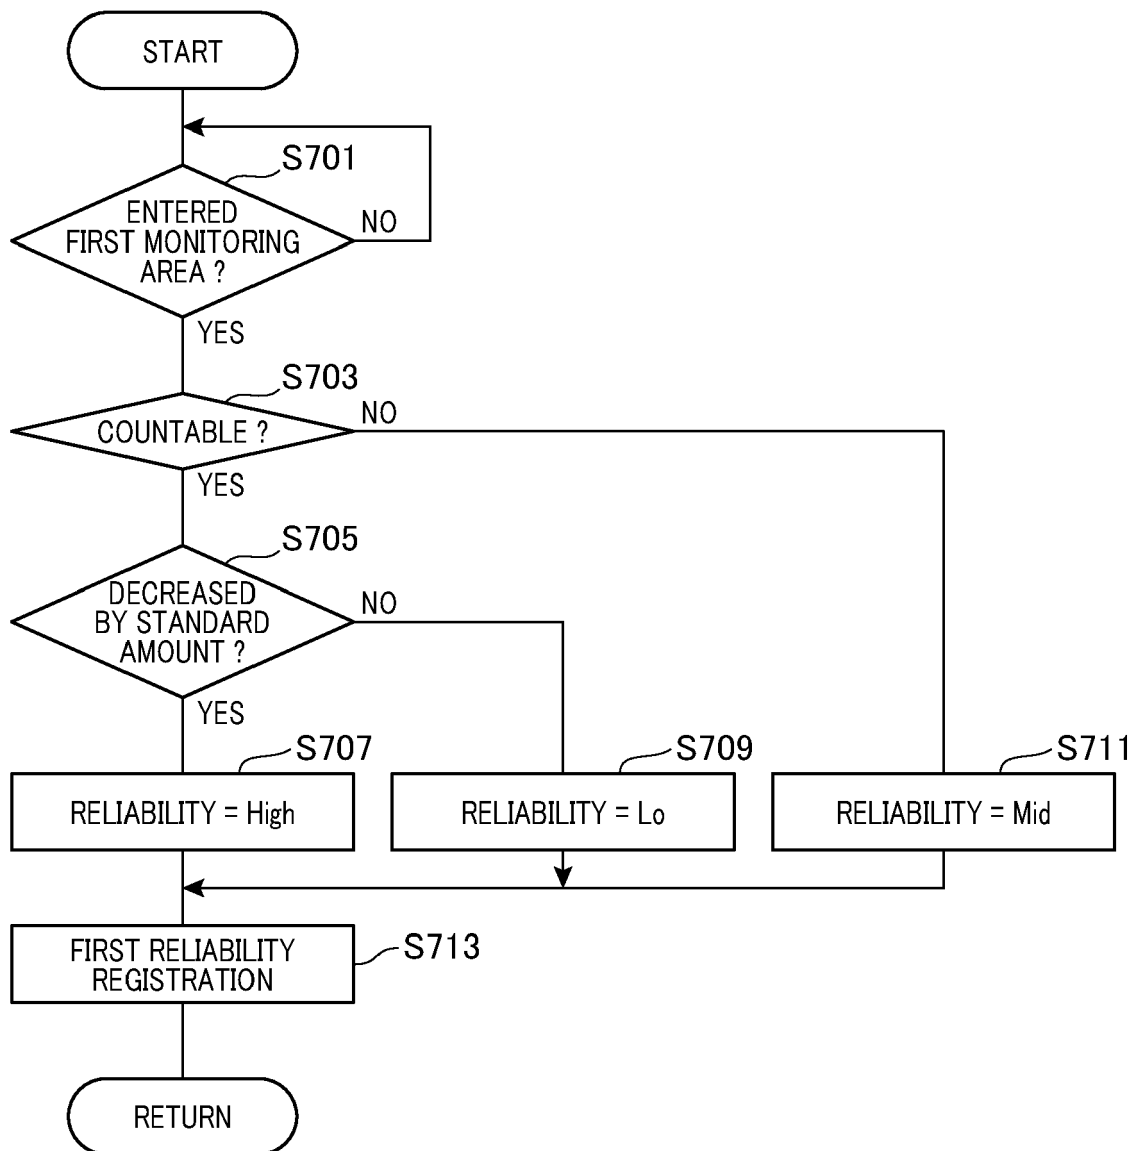 START
S701
ENTERED
FIRST MONITORING
AREA ?
NO
YES
S703
COUNTABLE ?
NO
YES
S705
DECREASED
BY STANDARD
AMOUNT ?
NO
YES
S707
RELIABILITY = High
S709
RELIABILITY = Lo
S711
RELIABILITY = Mid
FIRST RELIABILITY
REGISTRATION
S713
RETURN